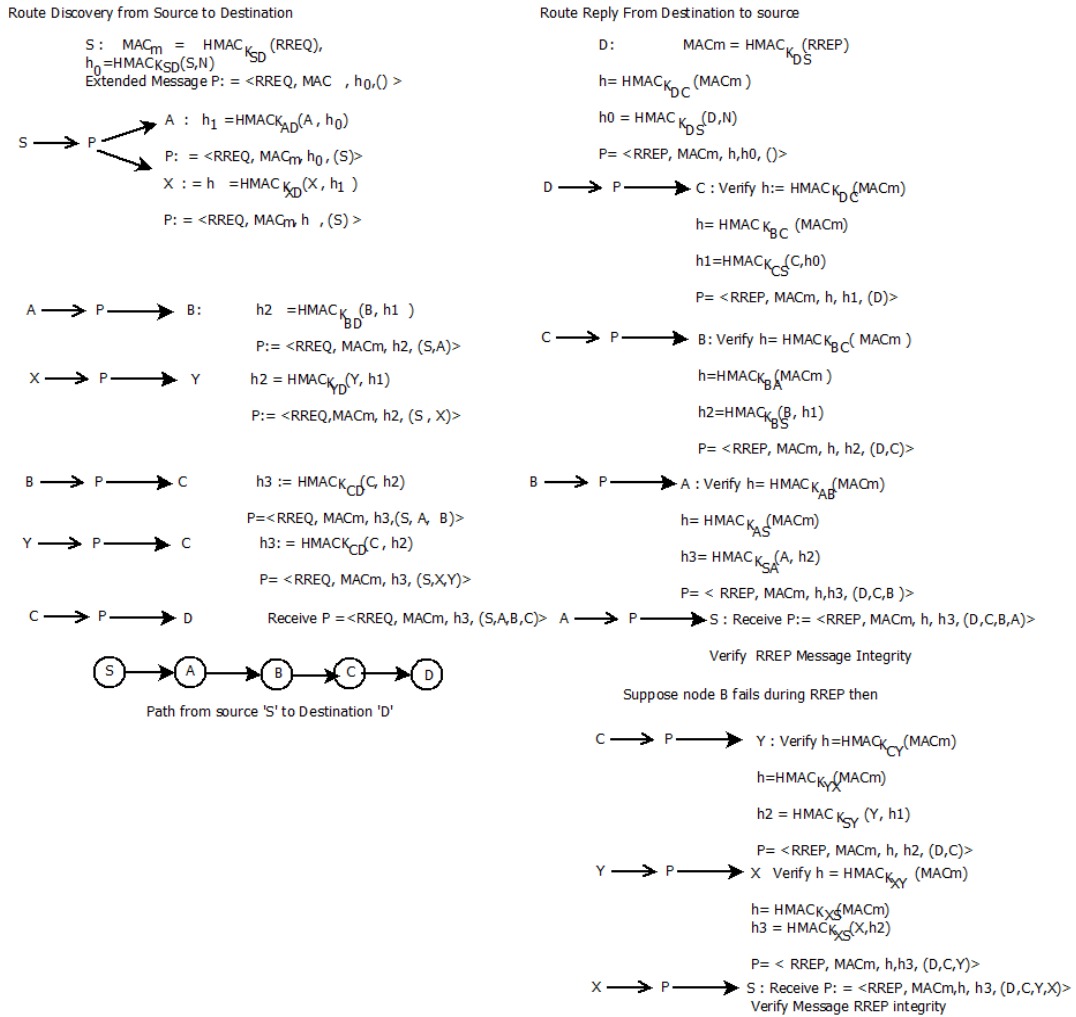 Route Discovery from Source to Destination
S : MACm = HMACKSD(RREQ),
h0=HMACKSD(S,N)
Extended Message P: = <RREQ, MAC , h0,() >
S P A : h1 =HMACKAD(A , h0)
P: = <RREQ, MACm, h0 , (S)>
X : = h =HMAC KXD(X , h1 )
P: = <RREQ, MACm, h , (S) >
A P B: h2 =HMACKBD(B, h1 )
P:= <RREQ, MACm, h2, (S,A)>
X P Y h2 = HMACKYD(Y, h1)
P:= <RREQ,MACm, h2, (S , X)>
B P C h3 := HMACKCD(C, h2)
P=<RREQ, MACm, h3,(S, A, B)>
Y P C h3: = HMACKCD(C , h2)
P= <RREQ, MACm, h3, (S,X,Y)>
C P D Receive P =<RREQ, MACm, h3, (S,A,B,C)>
S A B C D
Path from source 'S' to Destination 'D'
Route Reply From Destination to source
D: MACm = HMACKDS(RREP)
h= HMACKDC(MACm )
h0 = HMAC KDS(D,N)
P= <RREP, MACm, h,h0, ()>
D P C : Verify h:= HMACKDC(MACm)
h= HMAC KBC (MACm)
h1=HMACKCS(C,h0)
P= <RREP, MACm, h, h1, (D)>
C P B: Verify h= HMACKBC( MACm )
h=HMACKBA(MACm )
h2=HMACKBS(B, h1)
P= <RREP, MACm, h, h2, (D,C)>
B P A : Verify h= HMACKAB(MACm)
h= HMACKAS(MACm)
h3= HMACKSA(A, h2)
P= < RREP, MACm, h,h3, (D,C,B )>
A P S : Receive P:= <RREP, MACm, h, h3, (D,C,B,A)>
Verify RREP Message Integrity
Suppose node B fails during RREP then
C P Y : Verify h=HMACKCY(MACm)
h=HMACKYX(MACm)
h2 = HMAC KSY (Y, h1)
P= <RREP, MACm, h, h2, (D,C)>
Y P X Verify h = HMACKXY (MACm)
h= HMACKXS(MACm)
h3 = HMACKXS(X,h2)
P= < RREP, MACm, h,h3, (D,C,Y)>
X P S : Receive P: = <RREP, MACm,h, h3, (D,C,Y,X)>
Verify Message RREP integrity